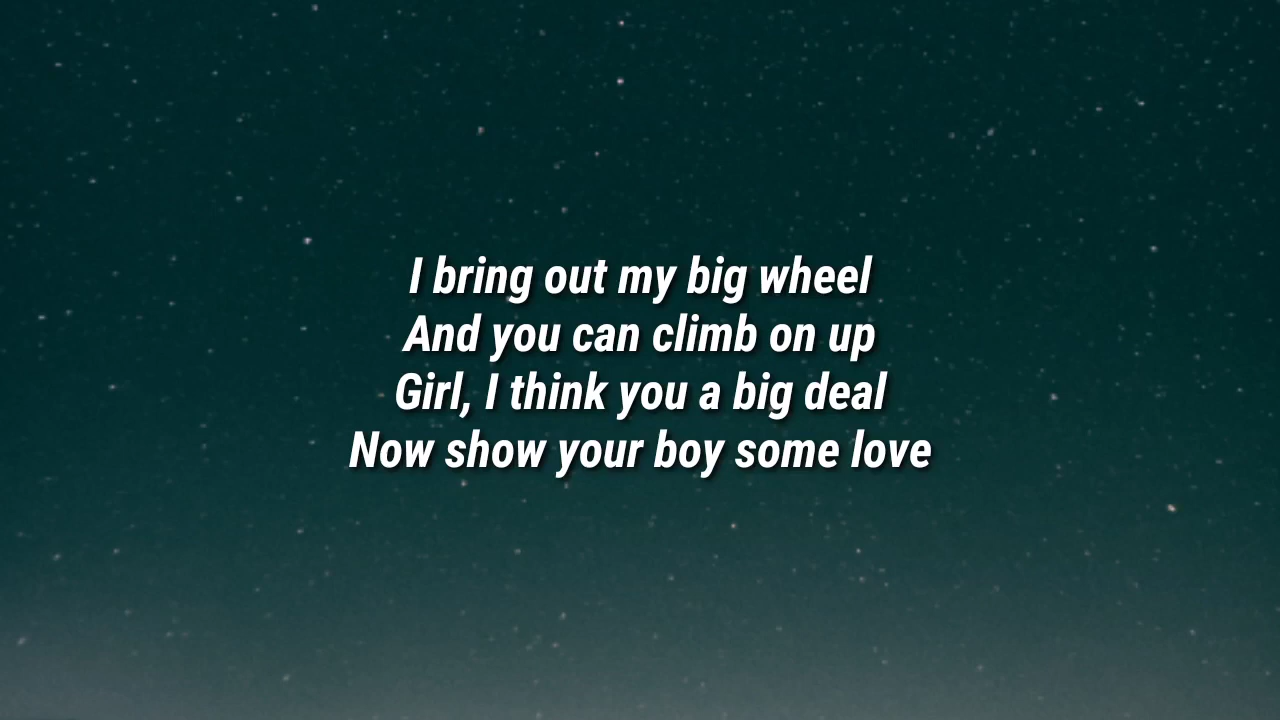 I bring out my big wheel
And you can climb on up
Girl, I think you a big deal
Now show your boy some love